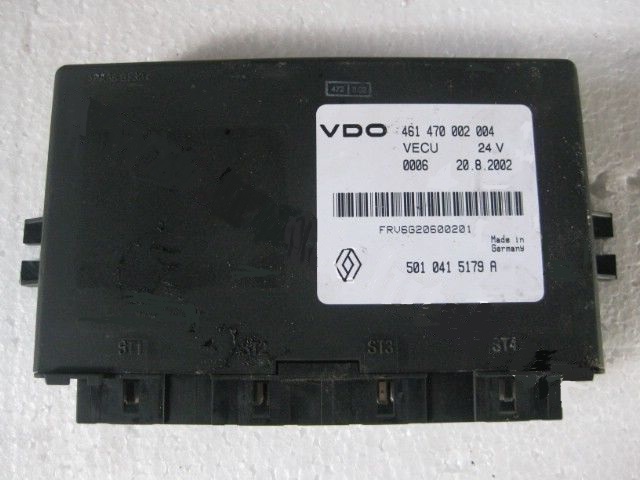 VDO 461 470 002 004
VECU 24 V
0006 20.8.2002
FRV6G20600201
Made in
Germany
501 041 5179 A
ST1 ST2 ST3 ST4